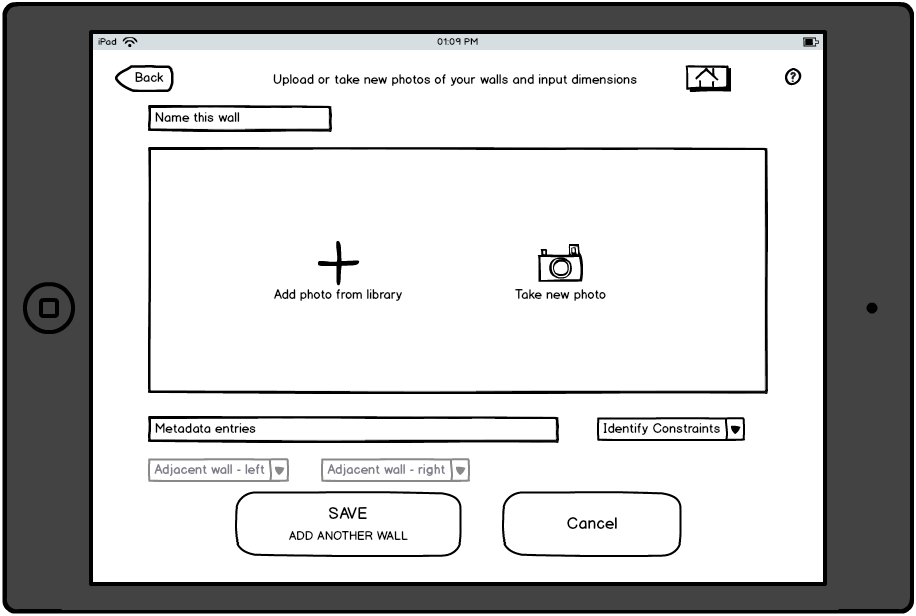 iPad
01:09 PM
Back
Upload or take new photos of your walls and input dimensions
?
Name this wall
Add photo from library
Take new photo
Metadata entries
Identify Constraints
Adjacent wall - left
Adjacent wall - right
SAVE
ADD ANOTHER WALL
Cancel